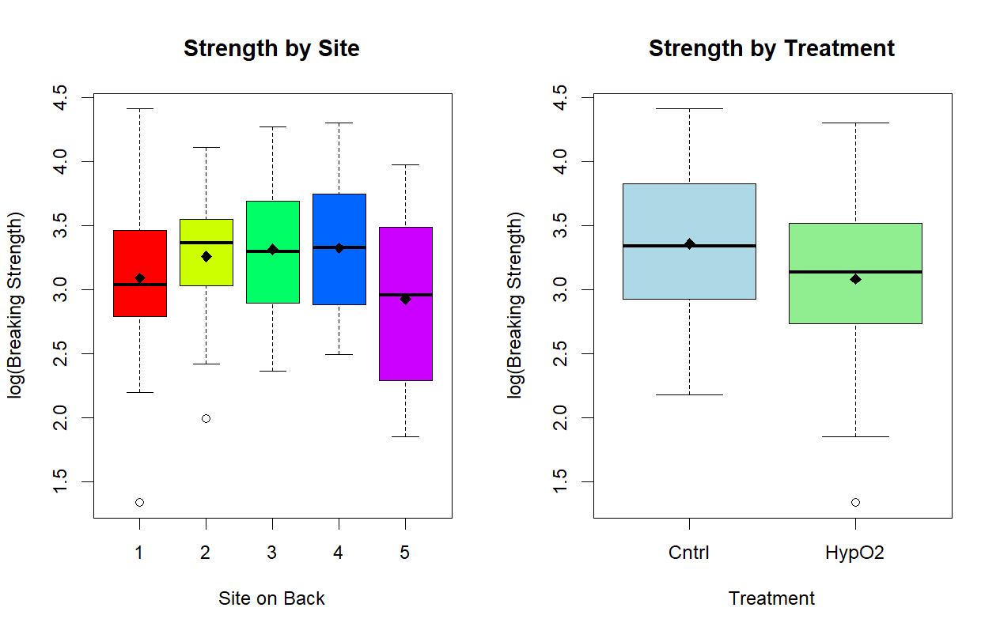 Strength by Site
log(Breaking Strength)
4.5
4.0
3.5
3.0
2.5
2.0
1.5
1 2 3 4 5
Site on Back
Strength by Treatment
log(Breaking Strength)
4.5
4.0
3.5
3.0
2.5
2.0
1.5
Cntrl HypO2
Treatment